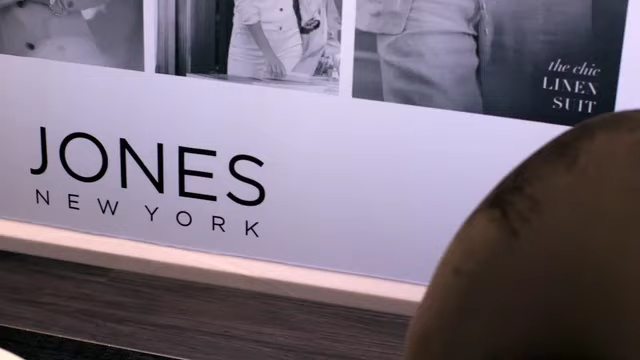 the chic
LINEN
SUIT
JONES
NEW YORK